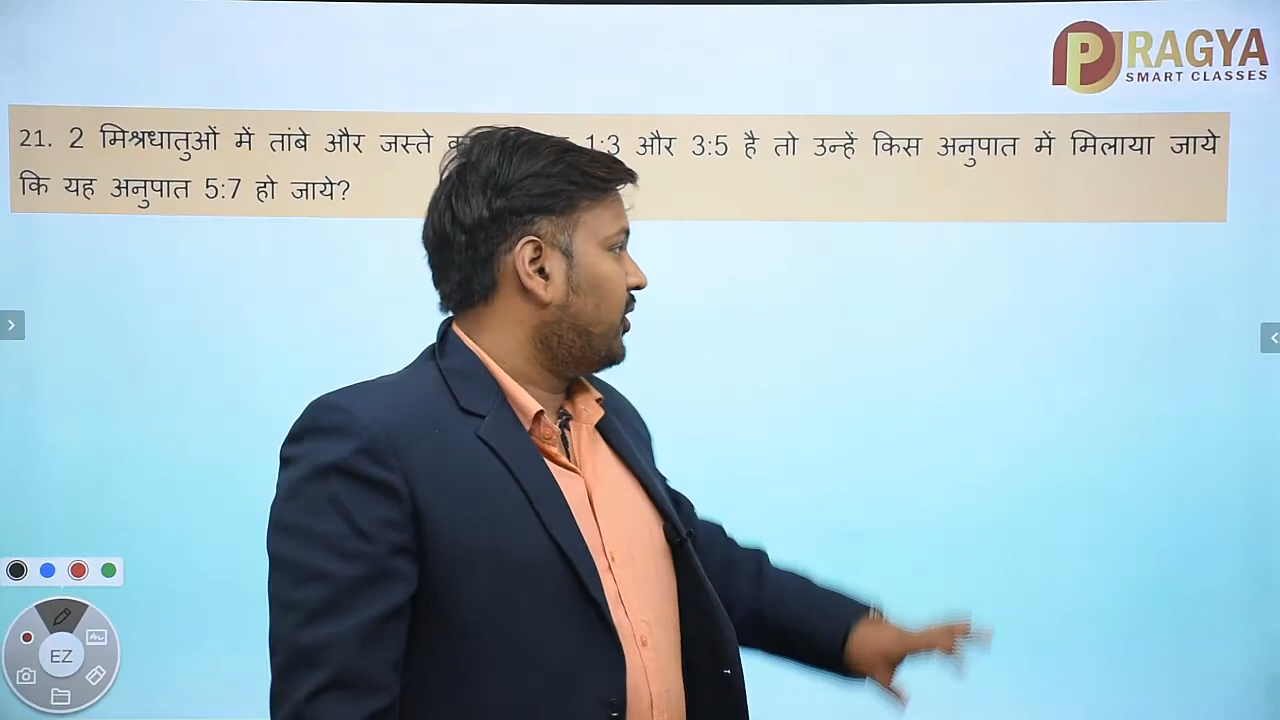 PRAGYA
SMART CLASSES
21. 2 मिश्रधातुओं में तांबे और जस्ते 1:3 और 3:5 है तो उन्हें किस अनुपात में मिलाया जाये
कि यह अनुपात 5:7 हो जाये?
EZ